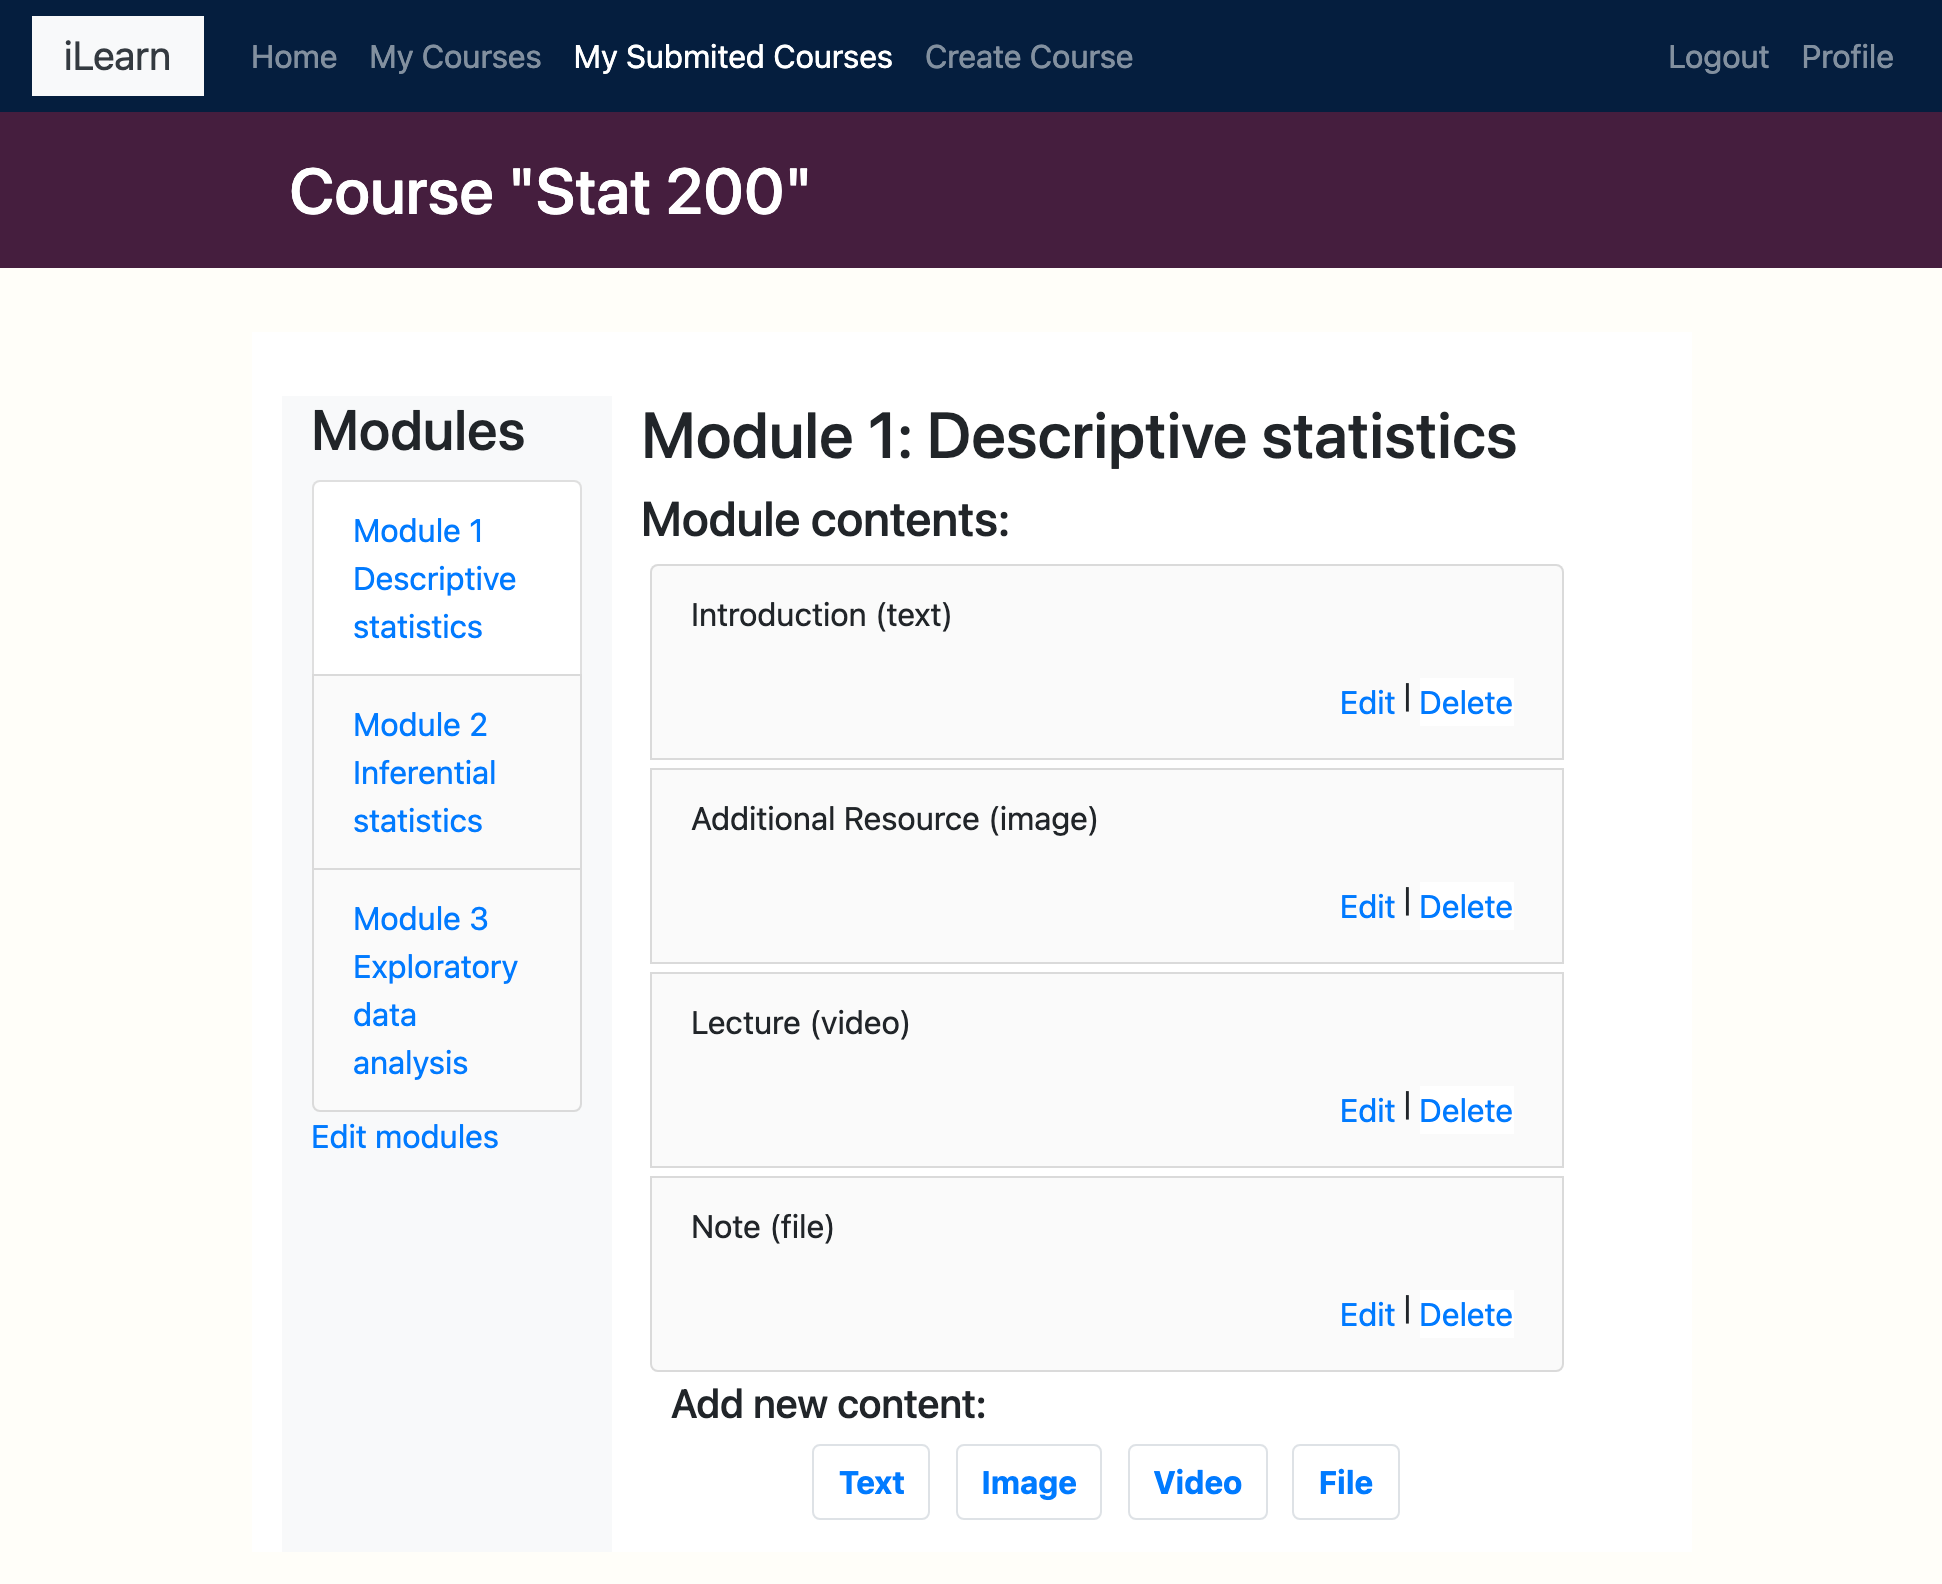 iLearn Home My Courses My Submited Courses Create Course Logout Profile
Course "Stat 200"
Modules
Module 1
Descriptive
statistics
Module 2
Inferential
statistics
Module 3
Exploratory
data
analysis
Edit modules
Module 1: Descriptive statistics
Module contents:
Introduction (text)
Edit | Delete
Additional Resource (image)
Edit | Delete
Lecture (video)
Edit | Delete
Note (file)
Edit | Delete
Add new content:
Text Image Video File